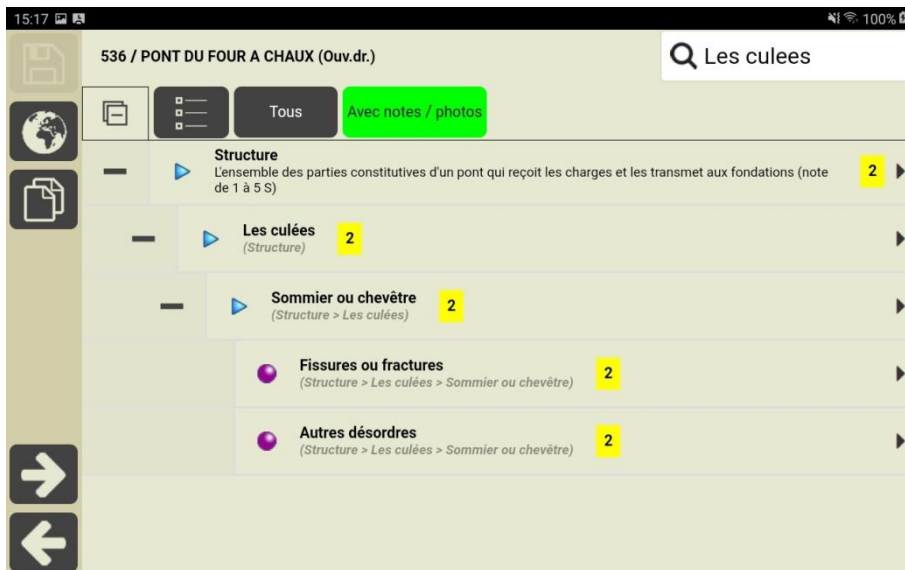 15:17
100%
536 / PONT DU FOUR A CHAUX (Ouv.dr.)
Les culees
Tous
Avec notes / photos
Structure
L'ensemble des parties constitutives d'un pont qui reçoit les charges et les transmet aux fondations (note
de 1 à 5 S)
2
Les culées
(Structure)
2
Sommier ou chevêtre
(Structure > Les culées)
2
Fissures ou fractures
(Structure > Les culées > Sommier ou chevêtre)
2
Autres désordres
(Structure > Les culées > Sommier ou chevêtre)
2